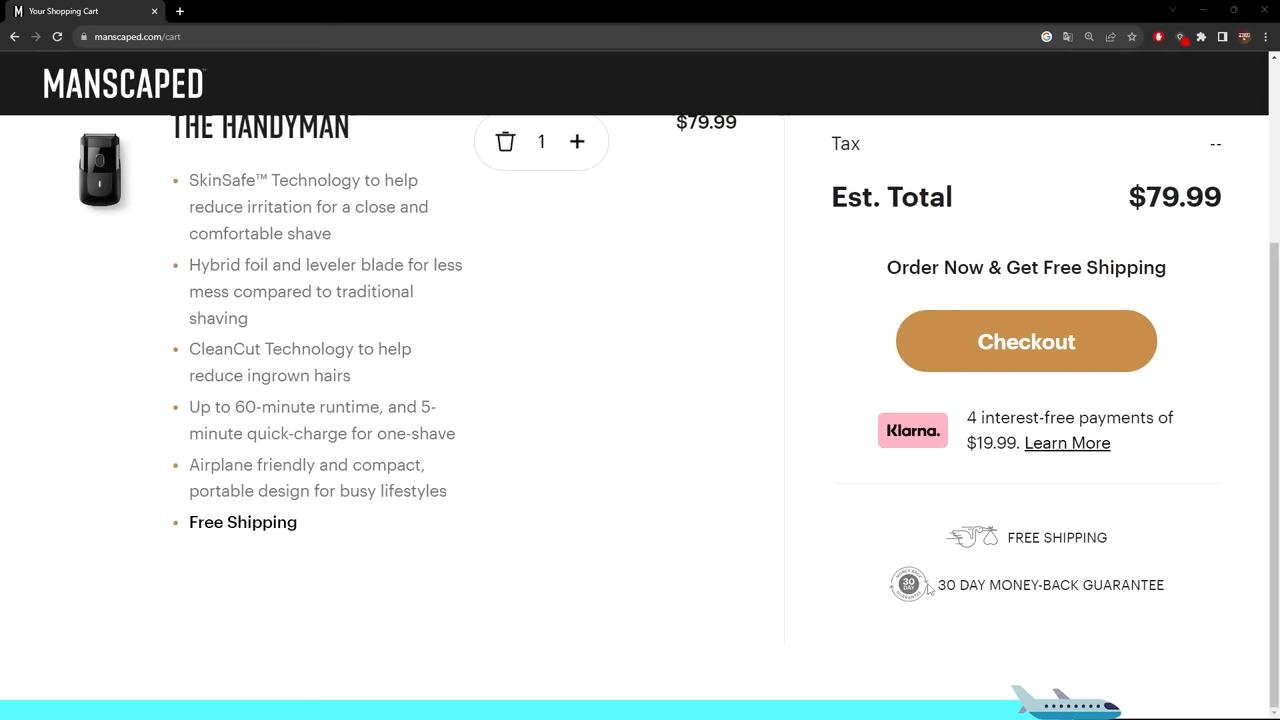 Your Shopping Cart
manscaped.com/cart
MANSCAPED
THE HANDYMAN
1
$79.99
SkinSafe™ Technology to help
reduce irritation for a close and
comfortable shave
Hybrid foil and leveler blade for less
mess compared to traditional
shaving
CleanCut Technology to help
reduce ingrown hairs
Up to 60-minute runtime, and 5-
minute quick-charge for one-shave
Airplane friendly and compact,
portable design for busy lifestyles
Free Shipping
Tax --
Est. Total $79.99
Order Now & Get Free Shipping
Checkout
Klarna.
4 interest-free payments of
$19.99. Learn More
FREE SHIPPING
30 DAY
30 DAY MONEY-BACK GUARANTEE